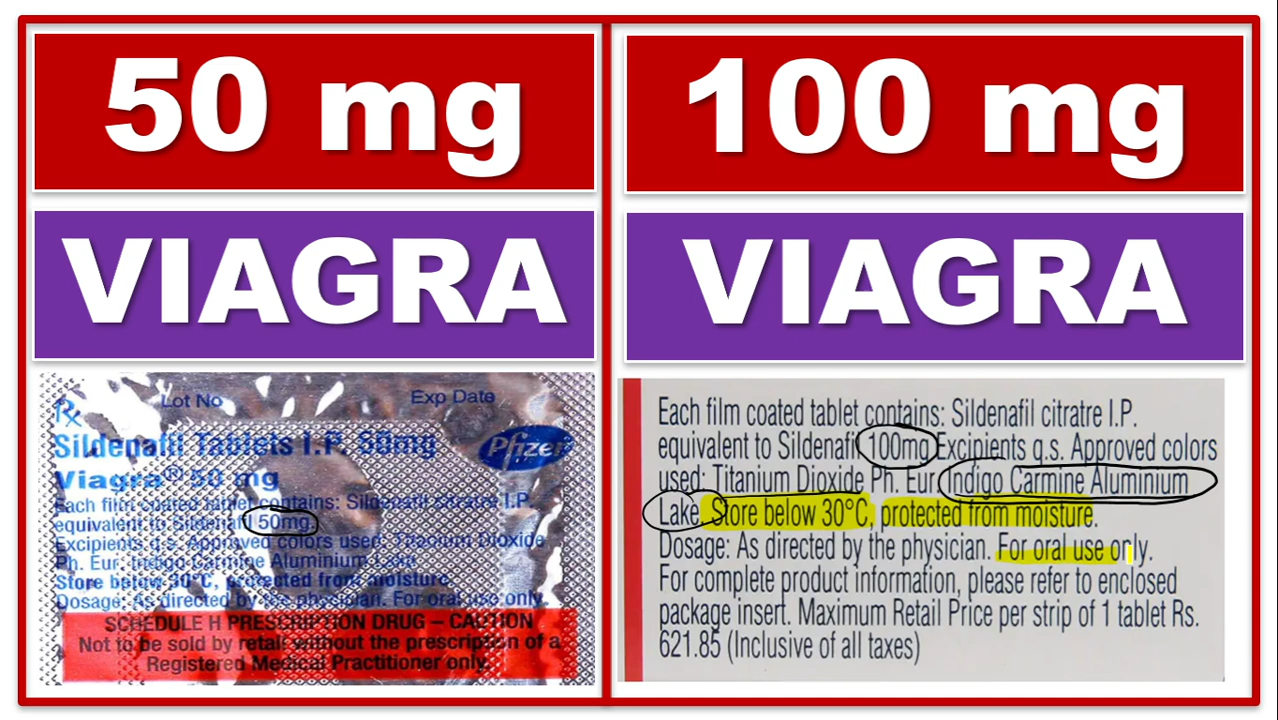 50 mg
VIAGRA
Rx
Lot No
Exp Date
Sildenafil Tablets I.P. 50mg
Pfizer
Viagra® 50 mg
Each film coated tablet contains: Sildenafil citrate I.P.
equivalent to Sildenafil 50mg.
Excipients q.s. Approved colors used: Titanium Dioxide
Ph. Eur. Indigo Carmine Aluminium Lake
Store below 30°C, protected from moisture.
Dosage: As directed by the physician. For oral use only.
SCHEDULE H PRESCRIPTION DRUG – CAUTION
Not to be sold by retail without the prescription of a
Registered Medical Practitioner only.
100 mg
VIAGRA
Each film coated tablet contains: Sildenafil citratre I.P.
equivalent to Sildenafil 100mg Excipients q.s. Approved colors
used: Titanium Dioxide Ph. Eur. Indigo Carmine Aluminium
Lake. Store below 30°C, protected from moisture.
Dosage: As directed by the physician. For oral use only.
For complete product information, please refer to enclosed
package insert. Maximum Retail Price per strip of 1 tablet Rs.
621.85 (Inclusive of all taxes)